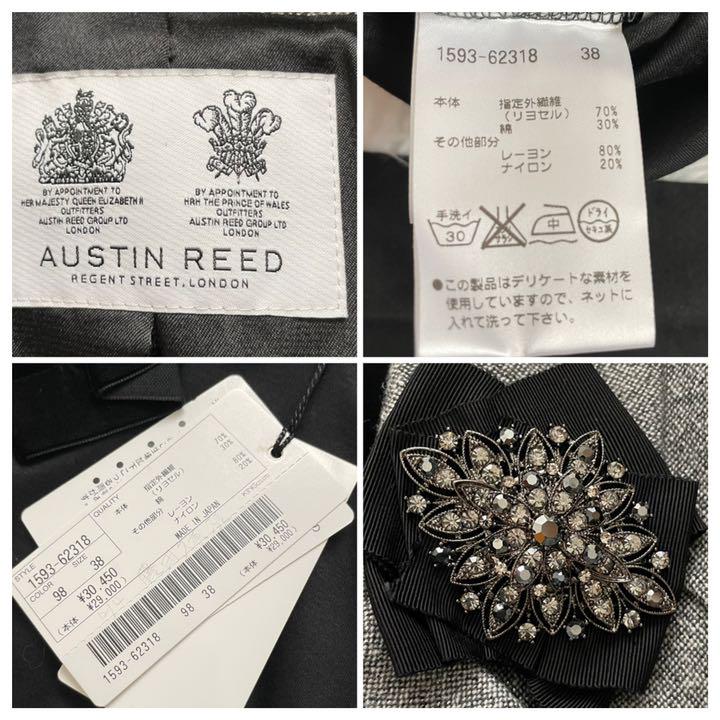 BY APPOINTMENT TO
HER MAJESTY QUEEN ELIZABETH II
OUTFITTERS
AUSTIN REED GROUP LTD
LONDON
BY APPOINTMENT TO
HRH THE PRINCE OF WALES
OUTFITTERS
AUSTIN REED GROUP LTD
LONDON
AUSTIN REED
REGENT STREET, LONDON
1593-62318 38
本体 指定外繊維
(リヨセル) 70%
綿 30%
その他部分
レーヨン 80%
ナイロン 20%
手洗イ
30
中
ドライ
セキユ系
●この製品はデリケートな素材を
使用していますので、ネットに
入れて洗って下さい。
STYLE
1593-62318
COLOR 98
SIZE 38
¥30,450
(本体 ¥29,000)
QUALITY
本体 指定外繊維
(リヨセル) 70%
綿 30%
その他部分
レーヨン 80%
ナイロン 20%
MADE IN JAPAN
1593-62318
98 38
¥30,450
(本体 ¥29,000)